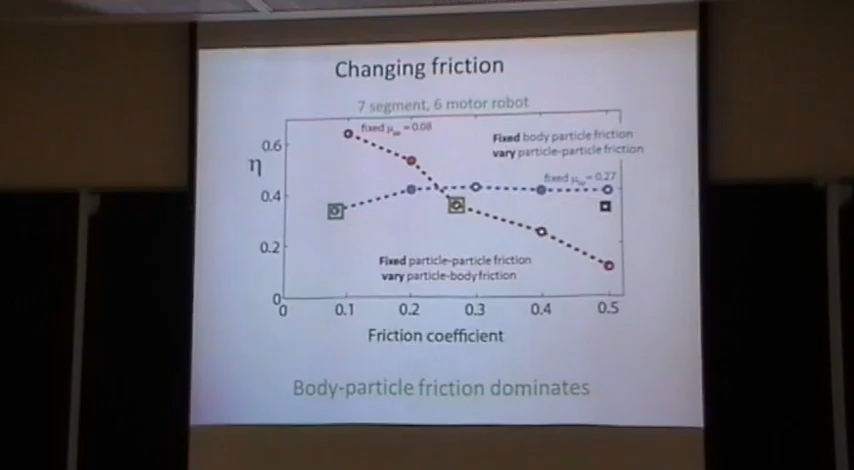 Changing friction
7 segment, 6 motor robot
fixed μ = 0.08
Fixed body particle friction
vary particle-particle friction
0.6
η
fixed μ = 0.27
0.4
0.2
Fixed particle-particle friction
vary particle-body friction
0
0 0.1 0.2 0.3 0.4 0.5
Friction coefficient
Body-particle friction dominates